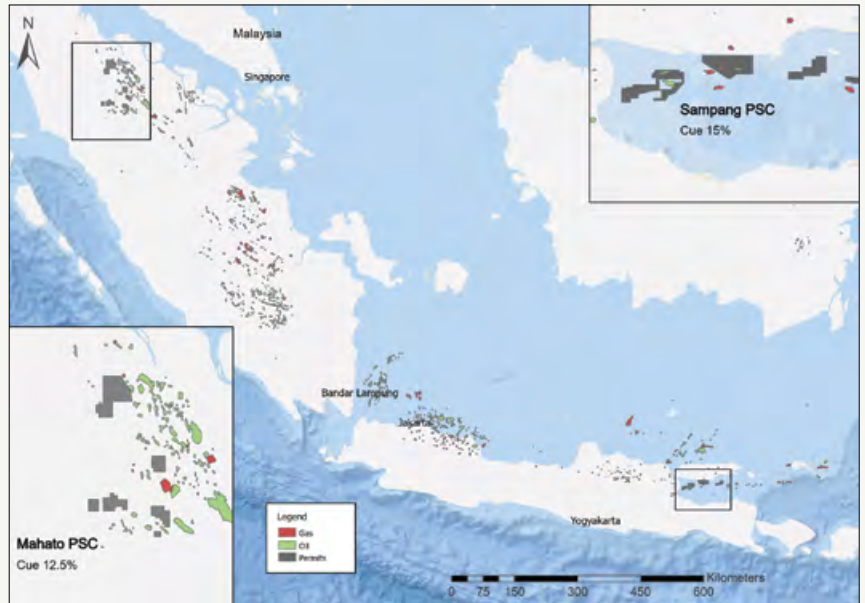 N
Malaysia
Singapore
Sampang PSC
Cue 15%
Bandar Lampung
Jakarta
Yogyakarta
Mahato PSC
Cue 12.5%
Legend
Gas
Oil
Permits
Kilometers
0 75 150 300 450 600